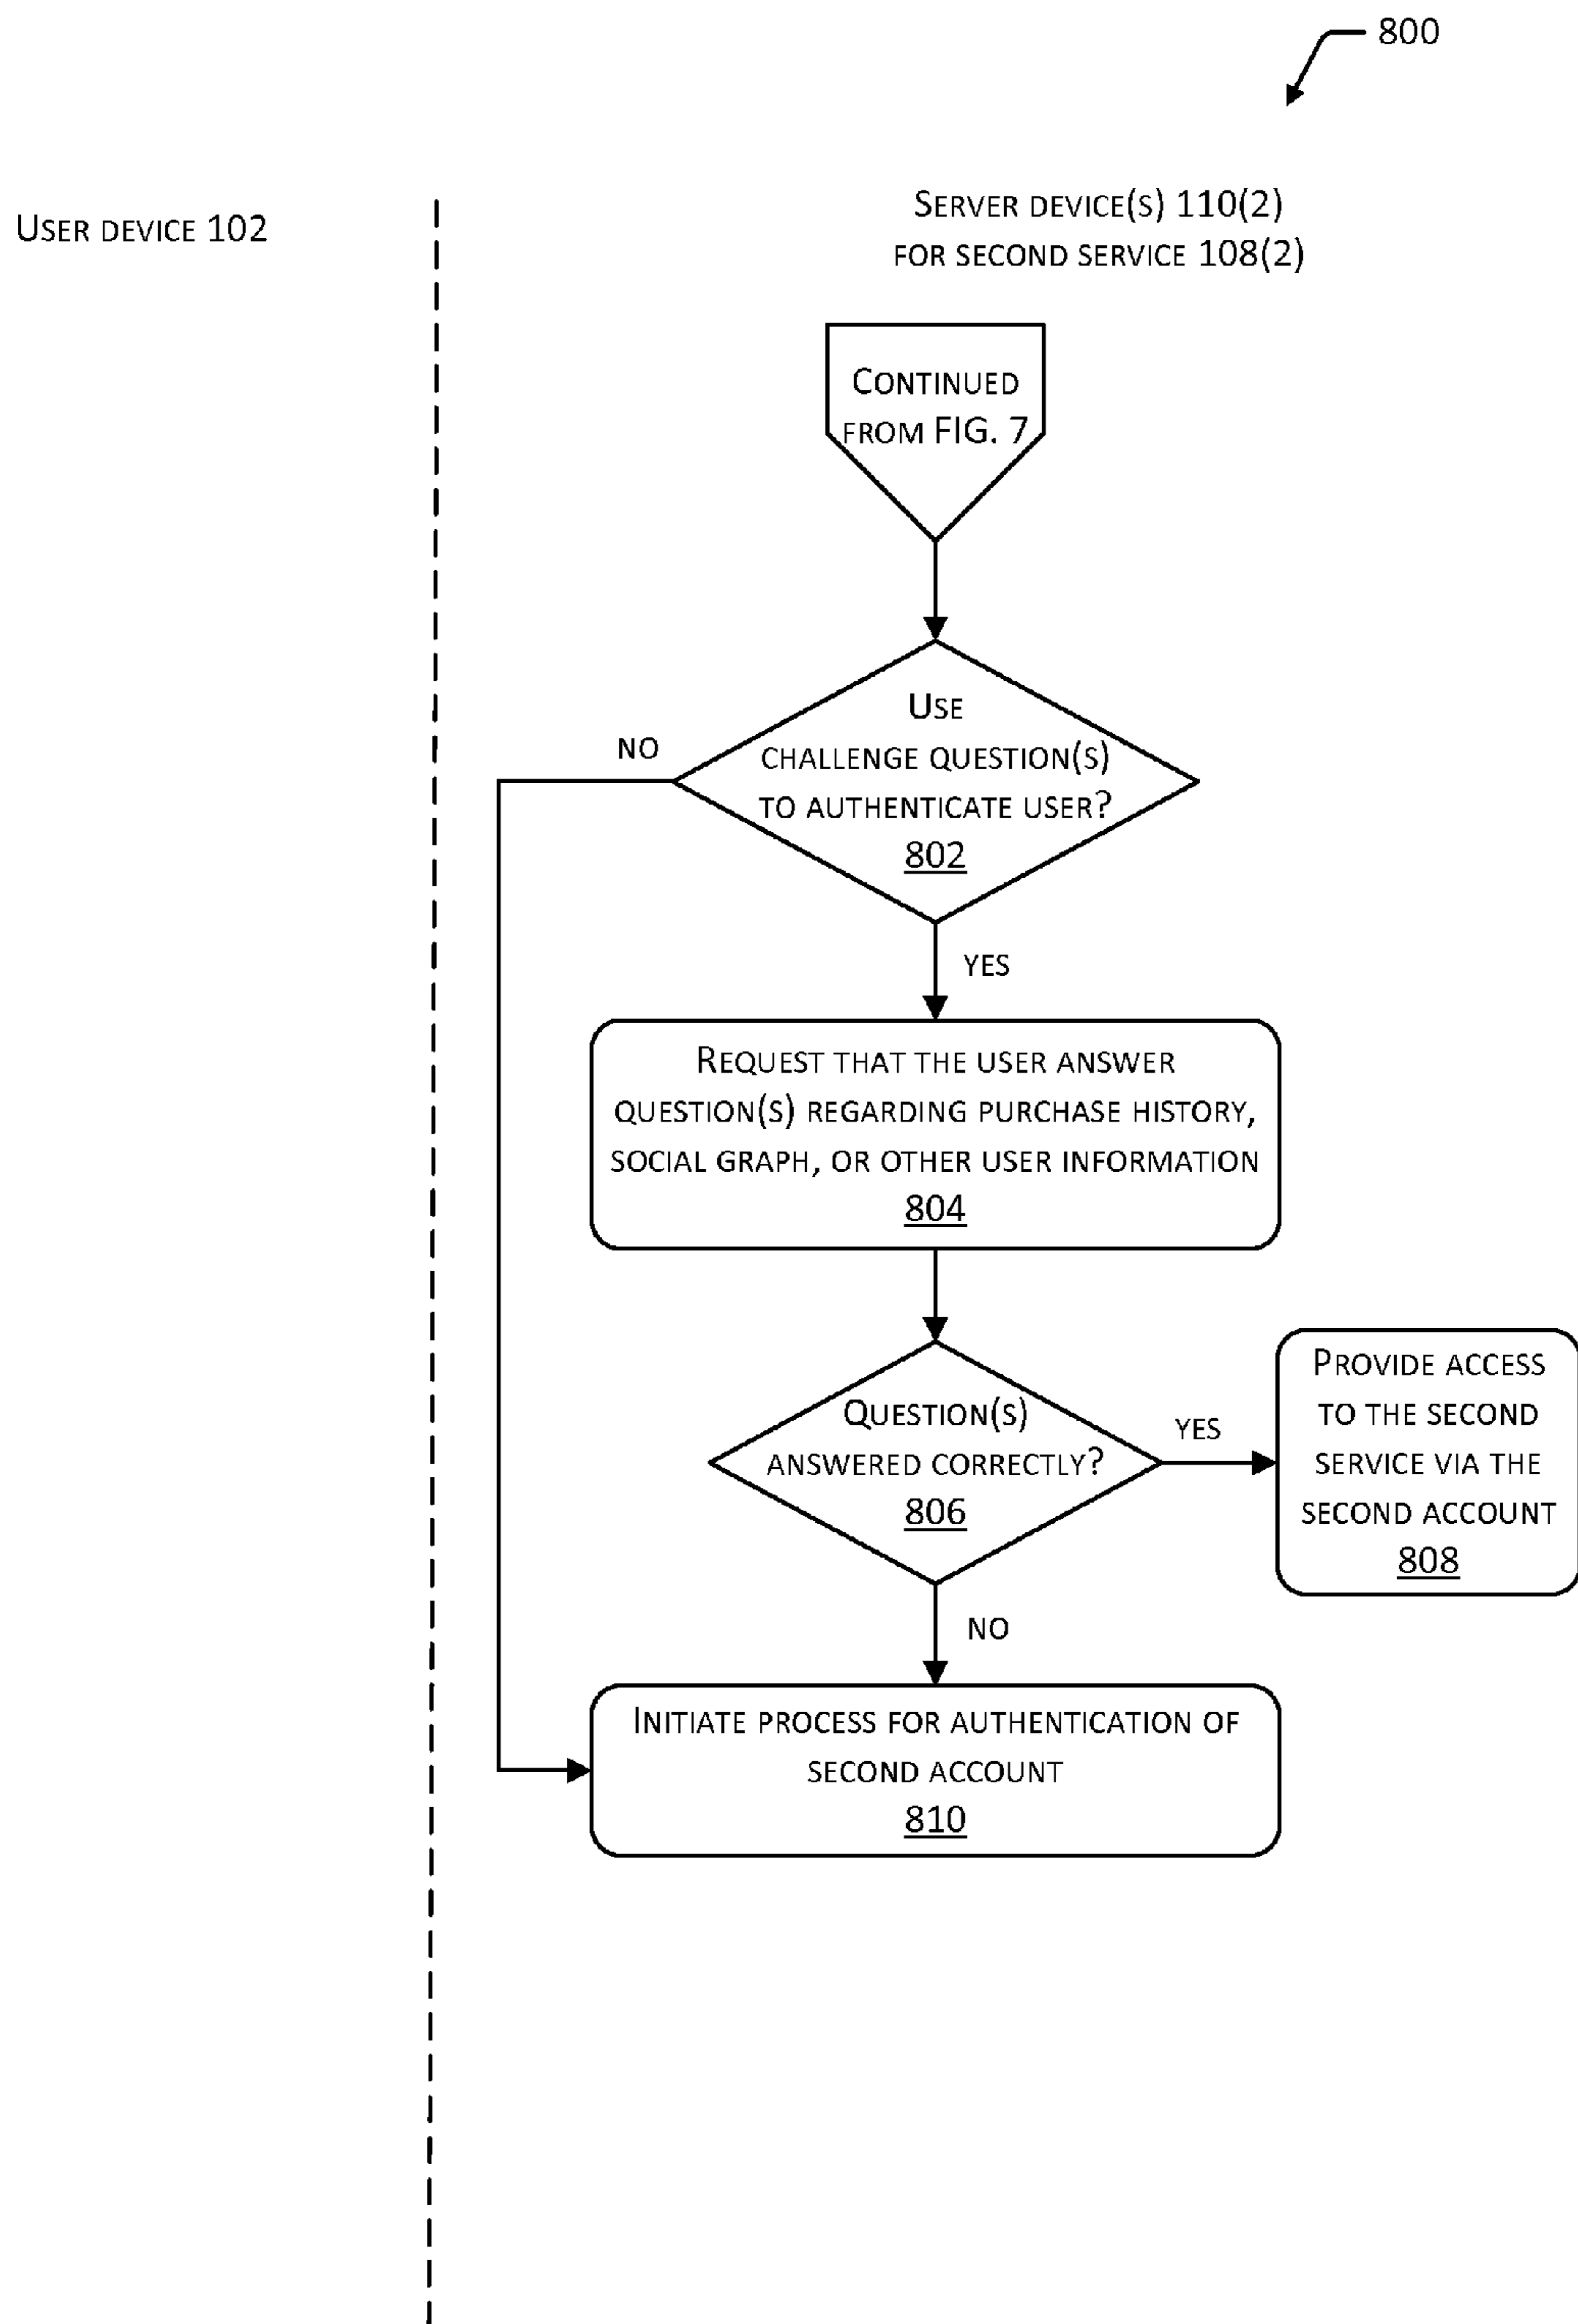 800
User device 102
Server device(s) 110(2)
for second service 108(2)
Continued
from FIG. 7
Use
challenge question(s)
to authenticate user?
802
no
yes
Request that the user answer
question(s) regarding purchase history,
social graph, or other user information
804
Question(s)
answered correctly?
806
yes
Provide access
to the second
service via the
second account
808
no
Initiate process for authentication of
second account
810